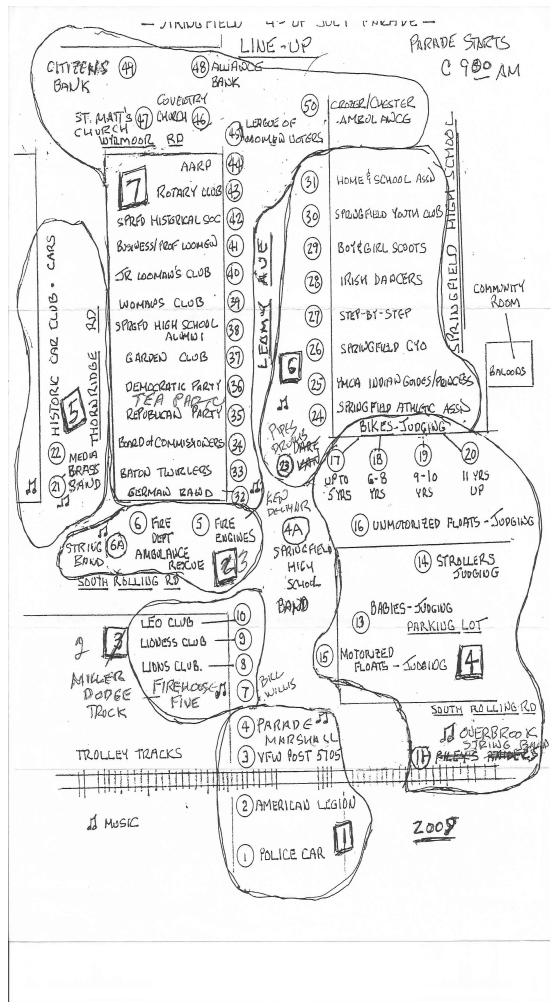 — SPRINGFIELD 4TH OF JULY PARADE —
LINE-UP
PARADE STARTS
@ 9:00 AM
CITIZENS BANK 49
48 ALLIANCE BANK
50 CROZER/CHESTER AMBULANCE
ST. MATT'S CHURCH 47
COVENTRY CHURCH 46
45 LEAGUE OF WOMEN VOTERS
WYLMOOR RD
7
AARP 44
ROTARY CLUB 43
SPRFD HISTORICAL SOC 42
BUSINESS/PROF WOMEN 41
JR WOMAN'S CLUB 40
WOMANS CLUB 39
SPRGFD HIGH SCHOOL ALUMNI 38
GARDEN CLUB 37
DEMOCRATIC PARTY 36
TEA PARTY
REPUBLICAN PARTY 35
BOARD of COMMISSIONERS 34
BATON TWIRLERS 33
GERMAN BAND 32
LEAMY AVE
31 HOME & SCHOOL ASSN
30 SPRINGFIELD YOUTH CLUB
29 BOY & GIRL SCOUTS
28 IRISH DANCERS
27 STEP-BY-STEP
26 SPRINGFIELD CYO
6
25 YMCA INDIAN GUIDES/PRINCESS
24 SPRINGFIELD ATHLETIC ASSN
PIPES DRUMS
DARE VAN
23
SPRINGFIELD HIGH SCHOOL
COMMUNITY ROOM
BALOONS
HISTORIC CAR CLUB - CARS
THORNRIDGE RD
5
22
21 MEDIA BRASS BAND
BIKES-JUDGING
17 18 19 20
UP TO 5 YRS
6-8 YRS
9-10 YRS
11 YRS UP
16 UNMOTORIZED FLOATS - JUDGING
14 STROLLERS JUDGING
13 BABIES-JUDGING
PARKING LOT
15 MOTORIZED FLOATS - JUDGING
4
SOUTH ROLLING RD
OVERBROOK STRING BAND
11
6 FIRE DEPT AMBULANCE RESCUE
5 FIRE ENGINES
STRING BAND 6A
2 3
SOUTH ROLLING RD
4A
SPRINGFIELD HIGH SCHOOL BAND
2 3
LEO CLUB 10
LIONESS CLUB 9
LIONS CLUB 8
FIREHOUSE FIVE 7
BILL WILLIS
MILLER DODGE TROCK
4 PARADE MARSHALL
3 VFW POST 5705
TROLLEY TRACKS
2 AMERICAN LEGION
1 POLICE CAR
1
MUSIC